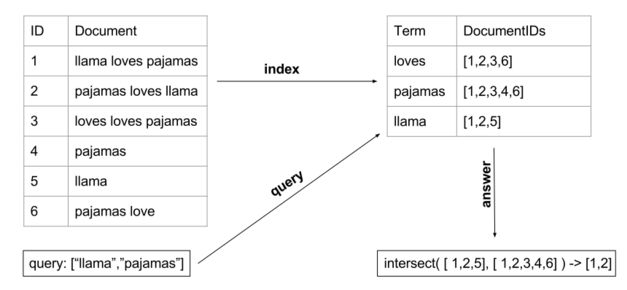 ID Document
1 llama loves pajamas
2 pajamas loves llama
3 loves loves pajamas
4 pajamas
5 llama
6 pajamas love
index
Term DocumentIDs
loves [1,2,3,6]
pajamas [1,2,3,4,6]
llama [1,2,5]
query
answer
query: [“llama”,”pajamas”]
intersect( [ 1,2,5], [ 1,2,3,4,6] ) -> [1,2]